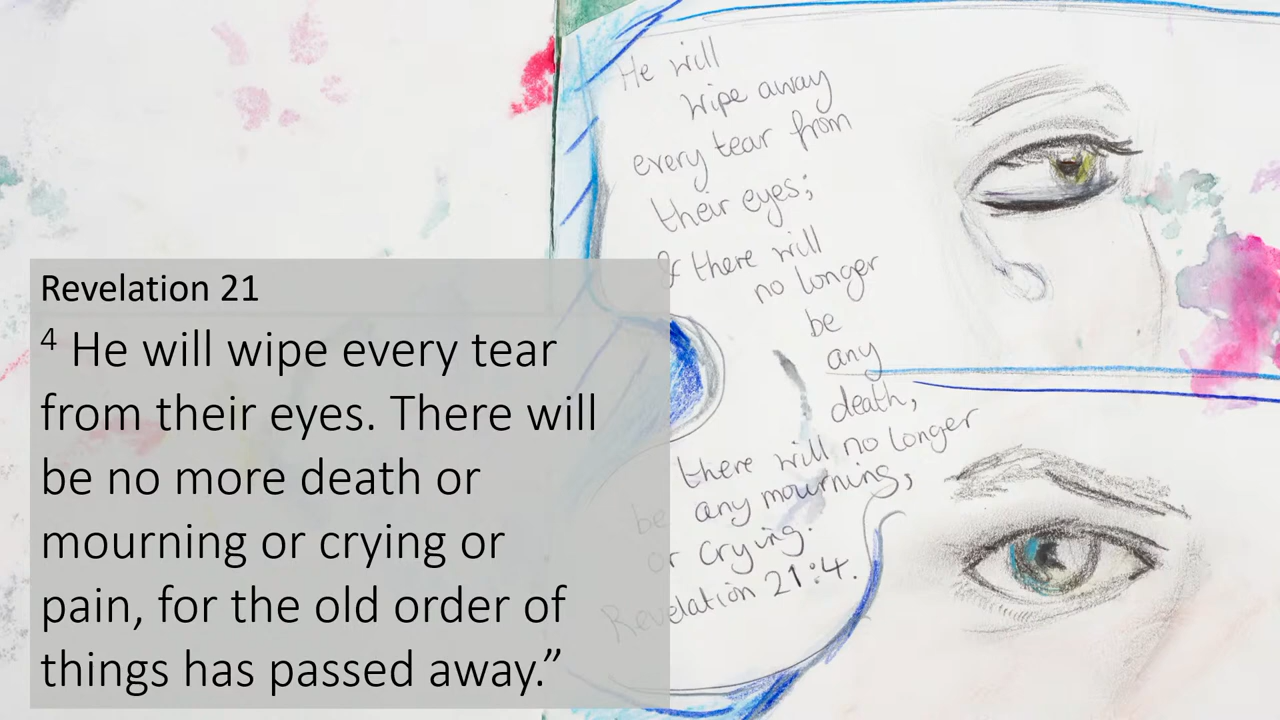 He will
wipe away
every tear from
their eyes;
& there will
no longer
be
any
death,
there will no longer
be any mourning,
or crying.
Revelation 21:4.
Revelation 21
4 He will wipe every tear
from their eyes. There will
be no more death or
mourning or crying or
pain, for the old order of
things has passed away.”